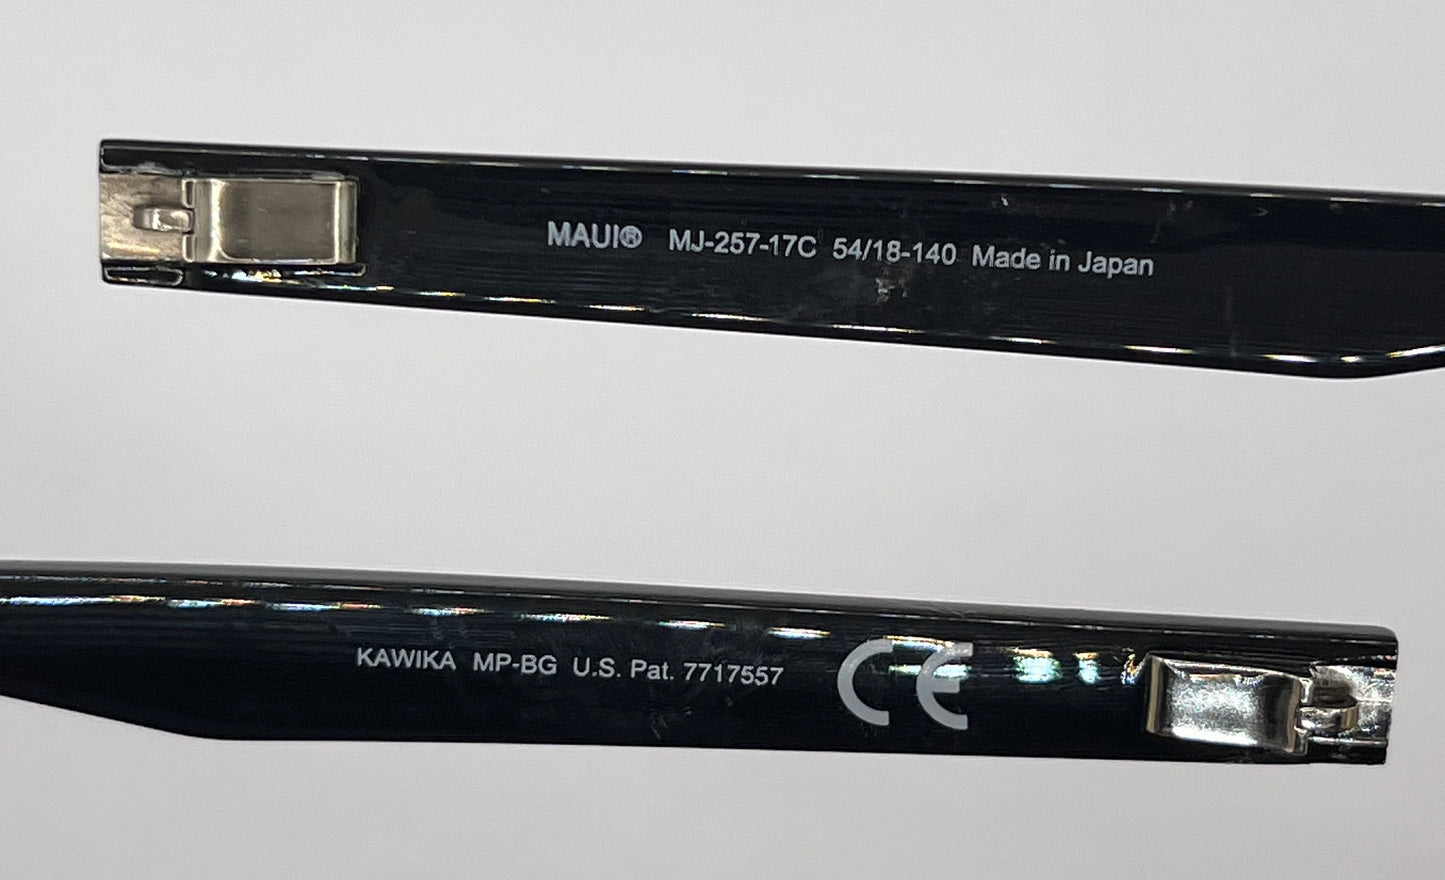 MAUI® MJ-257-17C 54/18-140 Made in Japan
KAWIKA MP-BG U.S. Pat. 7717557 CE